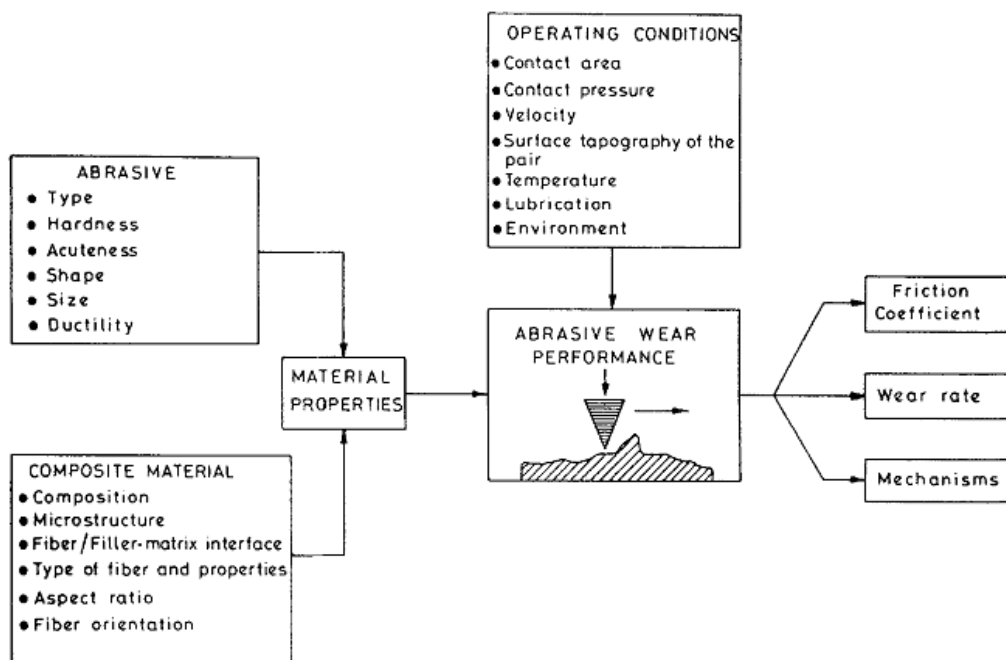 OPERATING CONDITIONS
• Contact area
• Contact pressure
• Velocity
• Surface tapography of the
pair
• Temperature
• Lubrication
• Environment
ABRASIVE
• Type
• Hardness
• Acuteness
• Shape
• Size
• Ductility
MATERIAL
PROPERTIES
COMPOSITE MATERIAL
• Composition
• Microstructure
• Fiber/Filler-matrix interface
• Type of fiber and properties
• Aspect ratio
• Fiber orientation
ABRASIVE WEAR
PERFORMANCE
Friction
Coefficient
Wear rate
Mechanisms